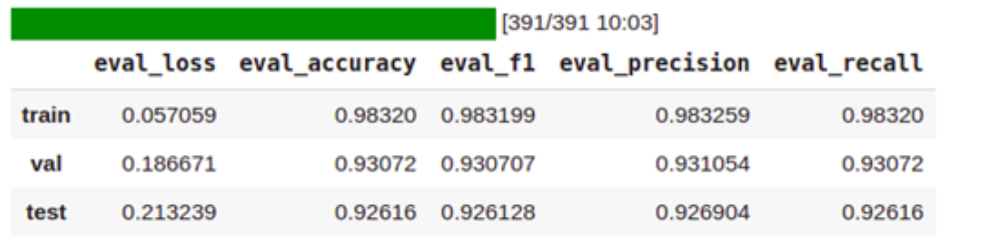 [391/391 10:03]
eval_loss eval_accuracy eval_f1 eval_precision eval_recall
train 0.057059 0.98320 0.983199 0.983259 0.98320
val 0.186671 0.93072 0.930707 0.931054 0.93072
test 0.213239 0.92616 0.926128 0.926904 0.92616